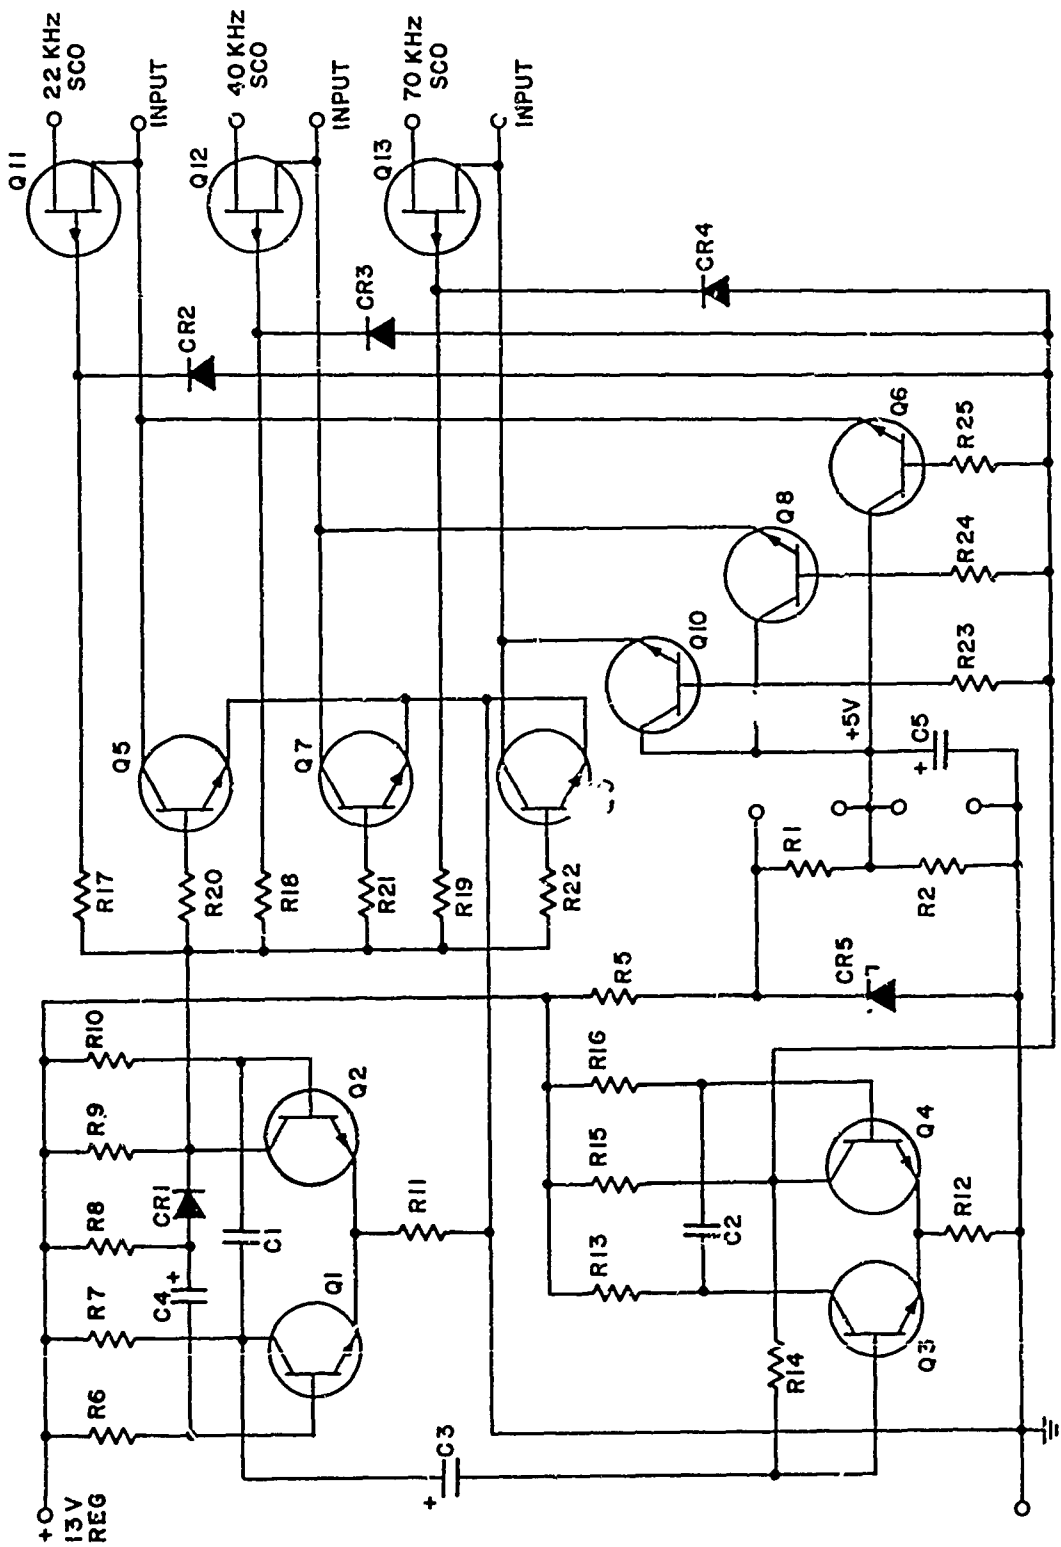 +
13V
REG
R6
R7
R8
R9
R10
C4
+
CR1
R17
Q11
22 KHz
SCO
INPUT
Q5
R20
CR2
C1
Q1
Q2
R18
Q12
40 KHz
SCO
INPUT
Q7
R21
CR3
R11
+
C3
R19
Q13
70 KHz
SCO
INPUT
R22
R13
R15
R16
R5
Q10
CR4
C2
R14
R1
+5V
Q8
CR5
R2
+
C5
Q6
Q3
Q4
R12
R23
R24
R25